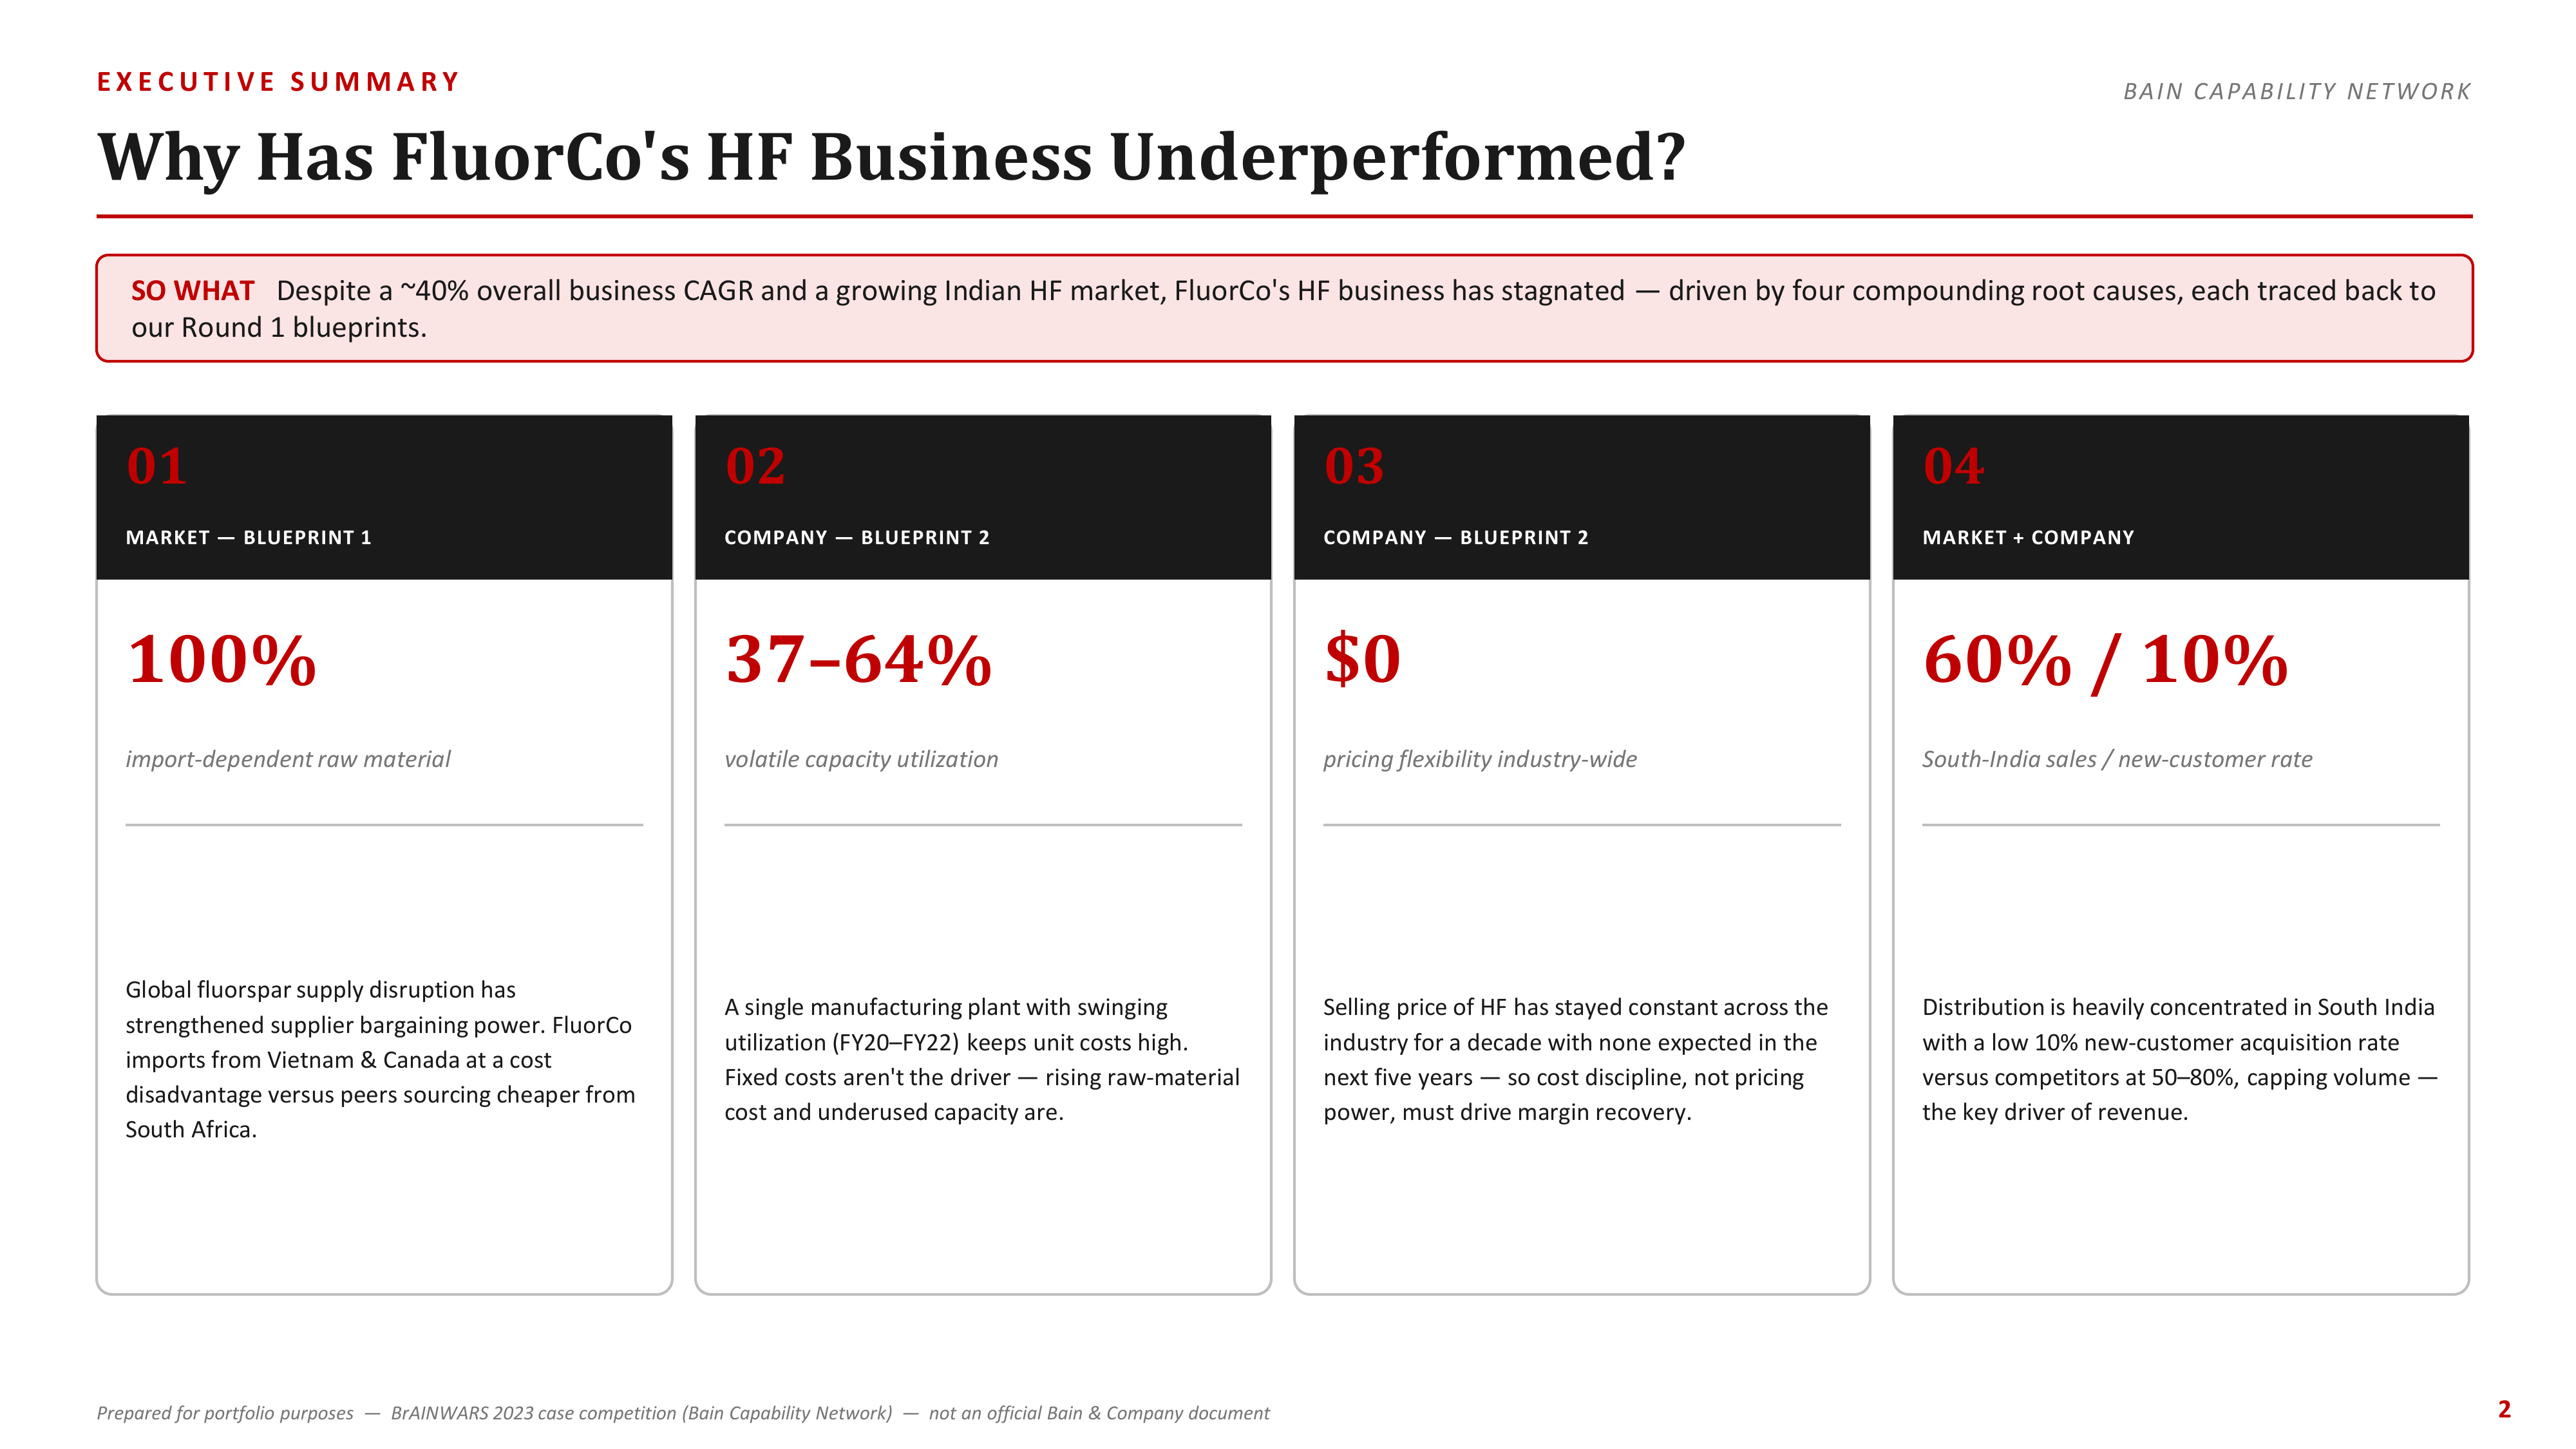 EXECUTIVE SUMMARY
BAIN CAPABILITY NETWORK
Why Has FluorCo's HF Business Underperformed?
SO WHAT Despite a ~40% overall business CAGR and a growing Indian HF market, FluorCo's HF business has stagnated — driven by four compounding root causes, each traced back to
our Round 1 blueprints.
01
MARKET — BLUEPRINT 1
100%
import-dependent raw material
Global fluorspar supply disruption has
strengthened supplier bargaining power. FluorCo
imports from Vietnam & Canada at a cost
disadvantage versus peers sourcing cheaper from
South Africa.
02
COMPANY — BLUEPRINT 2
37–64%
volatile capacity utilization
A single manufacturing plant with swinging
utilization (FY20–FY22) keeps unit costs high.
Fixed costs aren't the driver — rising raw-material
cost and underused capacity are.
03
COMPANY — BLUEPRINT 2
$0
pricing flexibility industry-wide
Selling price of HF has stayed constant across the
industry for a decade with none expected in the
next five years — so cost discipline, not pricing
power, must drive margin recovery.
04
MARKET + COMPANY
60% / 10%
South-India sales / new-customer rate
Distribution is heavily concentrated in South India
with a low 10% new-customer acquisition rate
versus competitors at 50–80%, capping volume —
the key driver of revenue.
Prepared for portfolio purposes — BrAINWARS 2023 case competition (Bain Capability Network) — not an official Bain & Company document
2